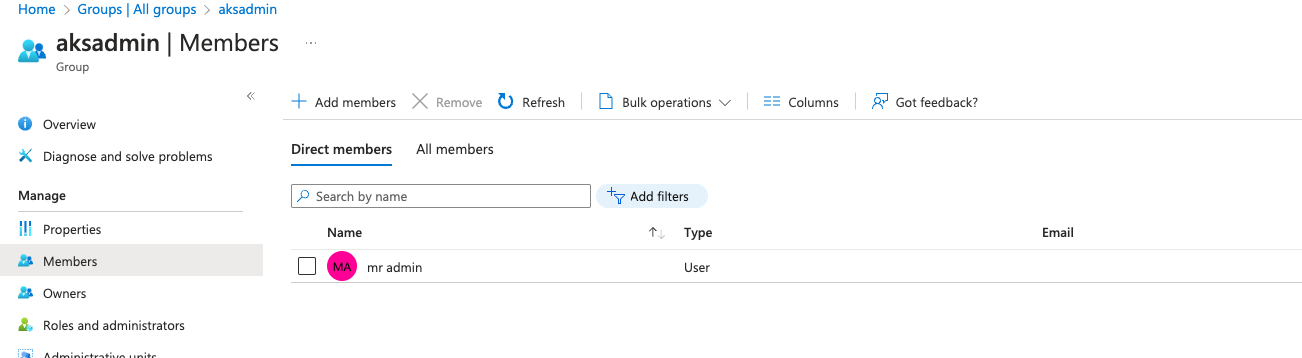 Home > Groups | All groups > aksadmin
aksadmin | Members ...
Group
«
Add members Remove Refresh Bulk operations Columns Got feedback?
Overview
Diagnose and solve problems
Manage
Properties
Members
Owners
Roles and administrators
Administrative units
Direct members All members
Search by name Add filters
Name ↑↓ Type Email
MA mr admin User